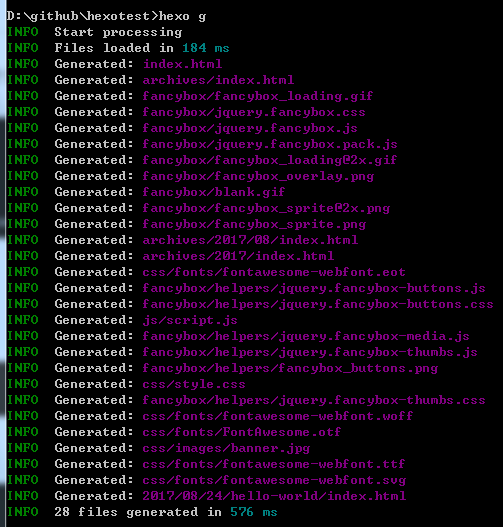 D:\github\hexotest>hexo g
INFO  Start processing
INFO  Files loaded in 184 ms
INFO  Generated: index.html
INFO  Generated: archives/index.html
INFO  Generated: fancybox/fancybox_loading.gif
INFO  Generated: fancybox/jquery.fancybox.css
INFO  Generated: fancybox/jquery.fancybox.js
INFO  Generated: fancybox/jquery.fancybox.pack.js
INFO  Generated: fancybox/fancybox_loading@2x.gif
INFO  Generated: fancybox/fancybox_overlay.png
INFO  Generated: fancybox/blank.gif
INFO  Generated: fancybox/fancybox_sprite@2x.png
INFO  Generated: fancybox/fancybox_sprite.png
INFO  Generated: archives/2017/08/index.html
INFO  Generated: archives/2017/index.html
INFO  Generated: css/fonts/fontawesome-webfont.eot
INFO  Generated: fancybox/helpers/jquery.fancybox-buttons.js
INFO  Generated: fancybox/helpers/jquery.fancybox-buttons.css
INFO  Generated: js/script.js
INFO  Generated: fancybox/helpers/jquery.fancybox-media.js
INFO  Generated: fancybox/helpers/jquery.fancybox-thumbs.js
INFO  Generated: fancybox/helpers/fancybox_buttons.png
INFO  Generated: css/style.css
INFO  Generated: fancybox/helpers/jquery.fancybox-thumbs.css
INFO  Generated: css/fonts/fontawesome-webfont.woff
INFO  Generated: css/fonts/FontAwesome.otf
INFO  Generated: css/images/banner.jpg
INFO  Generated: css/fonts/fontawesome-webfont.ttf
INFO  Generated: css/fonts/fontawesome-webfont.svg
INFO  Generated: 2017/08/24/hello-world/index.html
INFO  28 files generated in 576 ms